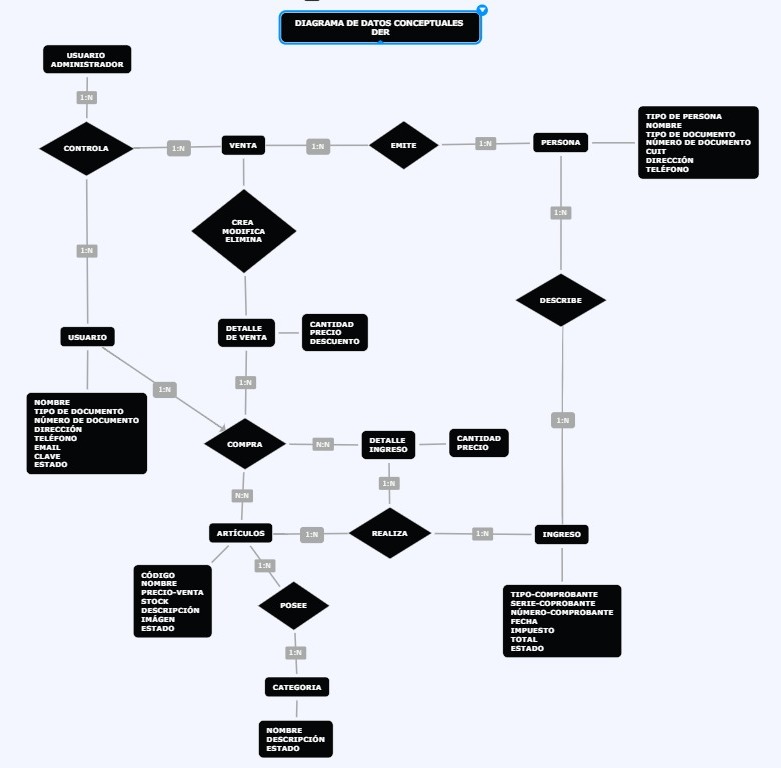 DIAGRAMA DE DATOS CONCEPTUALES
DER
USUARIO
ADMINISTRADOR
1:N
CONTROLA
1:N
VENTA
1:N
EMITE
1:N
PERSONA
TIPO DE PERSONA
NOMBRE
TIPO DE DOCUMENTO
NÚMERO DE DOCUMENTO
CUIT
DIRECCIÓN
TELÉFONO
1:N
CREA
MODIFICA
ELIMINA
1:N
DESCRIBE
USUARIO
DETALLE
DE VENTA
CANTIDAD
PRECIO
DESCUENTO
1:N
1:N
NOMBRE
TIPO DE DOCUMENTO
NÚMERO DE DOCUMENTO
DIRECCIÓN
TELÉFONO
EMAIL
CLAVE
ESTADO
1:N
COMPRA
N:N
DETALLE
INGRESO
CANTIDAD
PRECIO
N:N
1:N
ARTÍCULOS
1:N
REALIZA
1:N
INGRESO
1:N
CÓDIGO
NOMBRE
PRECIO-VENTA
STOCK
DESCRIPCIÓN
IMÁGEN
ESTADO
POSEE
TIPO-COMPROBANTE
SERIE-COPROBANTE
NÚMERO-COMPROBANTE
FECHA
IMPUESTO
TOTAL
ESTADO
1:N
CATEGORIA
NOMBRE
DESCRIPCIÓN
ESTADO